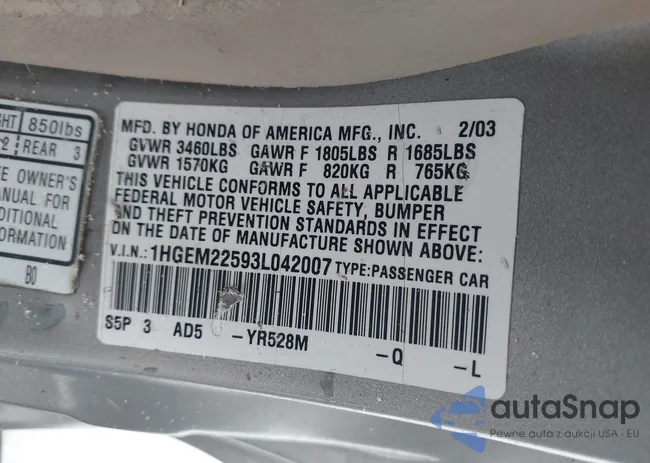 GHT 850lbs
2 REAR 3
E OWNER'S
ANUAL FOR
DITIONAL
FORMATION
B0
MFD. BY HONDA OF AMERICA MFG., INC. 2/03
GVWR 3460LBS GAWR F 1805LBS R 1685LBS
GVWR 1570KG GAWR F 820KG R 765KG
THIS VEHICLE CONFORMS TO ALL APPLICABLE
FEDERAL MOTOR VEHICLE SAFETY, BUMPER
AND THEFT PREVENTION STANDARDS IN EFFECT
ON THE DATE OF MANUFACTURE SHOWN ABOVE:
V.I.N.: 1HGEM22593L042007 TYPE:PASSENGER CAR
S5P 3 AD5 -YR528M -Q -L
autaSnap
Pewne auta z aukcji USA i EU